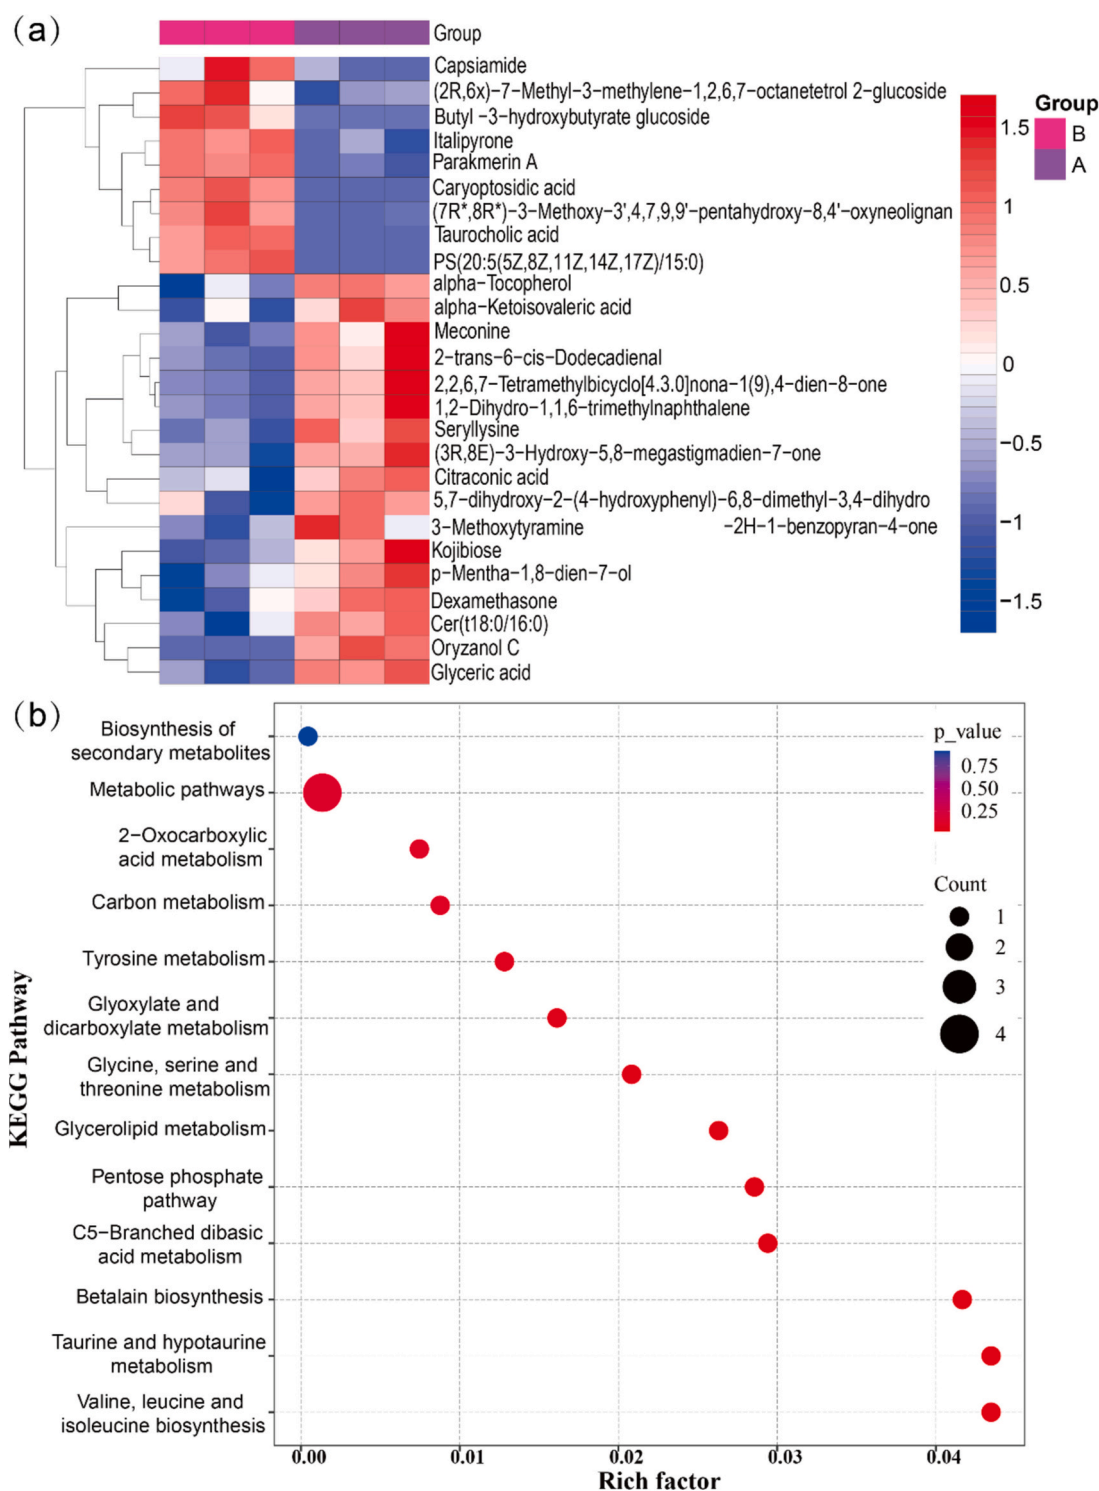 (a)
Group
Capsiamide
(2R,6x)-7-Methyl-3-methylene-1,2,6,7-octanetetrol 2-glucoside
Butyl -3-hydroxybutyrate glucoside
Italipyrone
Parakmerin A
Caryoptosidic acid
(7R*,8R*)-3-Methoxy-3',4,7,9,9'-pentahydroxy-8,4'-oxyneolignan
Taurocholic acid
PS(20:5(5Z,8Z,11Z,14Z,17Z)/15:0)
alpha-Tocopherol
alpha-Ketoisovaleric acid
Meconine
2-trans-6-cis-Dodecadienal
2,2,6,7-Tetramethylbicyclo[4.3.0]nona-1(9),4-dien-8-one
1,2-Dihydro-1,1,6-trimethylnaphthalene
Seryllysine
(3R,8E)-3-Hydroxy-5,8-megastigmadien-7-one
Citraconic acid
5,7-dihydroxy-2-(4-hydroxyphenyl)-6,8-dimethyl-3,4-dihydro
-2H-1-benzopyran-4-one
3-Methoxytyramine
Kojibiose
p-Mentha-1,8-dien-7-ol
Dexamethasone
Cer(t18:0/16:0)
Oryzanol C
Glyceric acid
1.5
1
0.5
0
-0.5
-1
-1.5
Group
B
A
(b)
KEGG Pathway
Biosynthesis of
secondary metabolites
Metabolic pathways
2-Oxocarboxylic
acid metabolism
Carbon metabolism
Tyrosine metabolism
Glyoxylate and
dicarboxylate metabolism
Glycine, serine and
threonine metabolism
Glycerolipid metabolism
Pentose phosphate
pathway
C5-Branched dibasic
acid metabolism
Betalain biosynthesis
Taurine and hypotaurine
metabolism
Valine, leucine and
isoleucine biosynthesis
p_value
0.75
0.50
0.25
Count
1
2
3
4
0.00 0.01 0.02 0.03 0.04
Rich factor